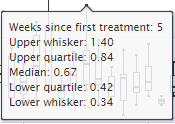 Weeks since first treatment: 5
Upper whisker: 1.40
Upper quartile: 0.84
Median: 0.67
Lower quartile: 0.42
Lower whisker: 0.34